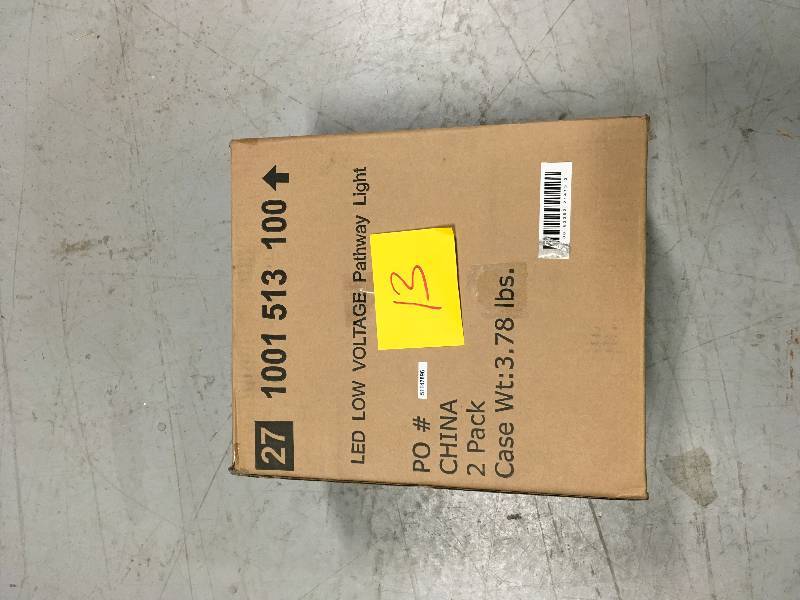 27 1001 513 100
LED LOW VOLTAGE Pathway Light
13
PO #
CHINA
2 Pack
Case Wt:3.78 lbs.